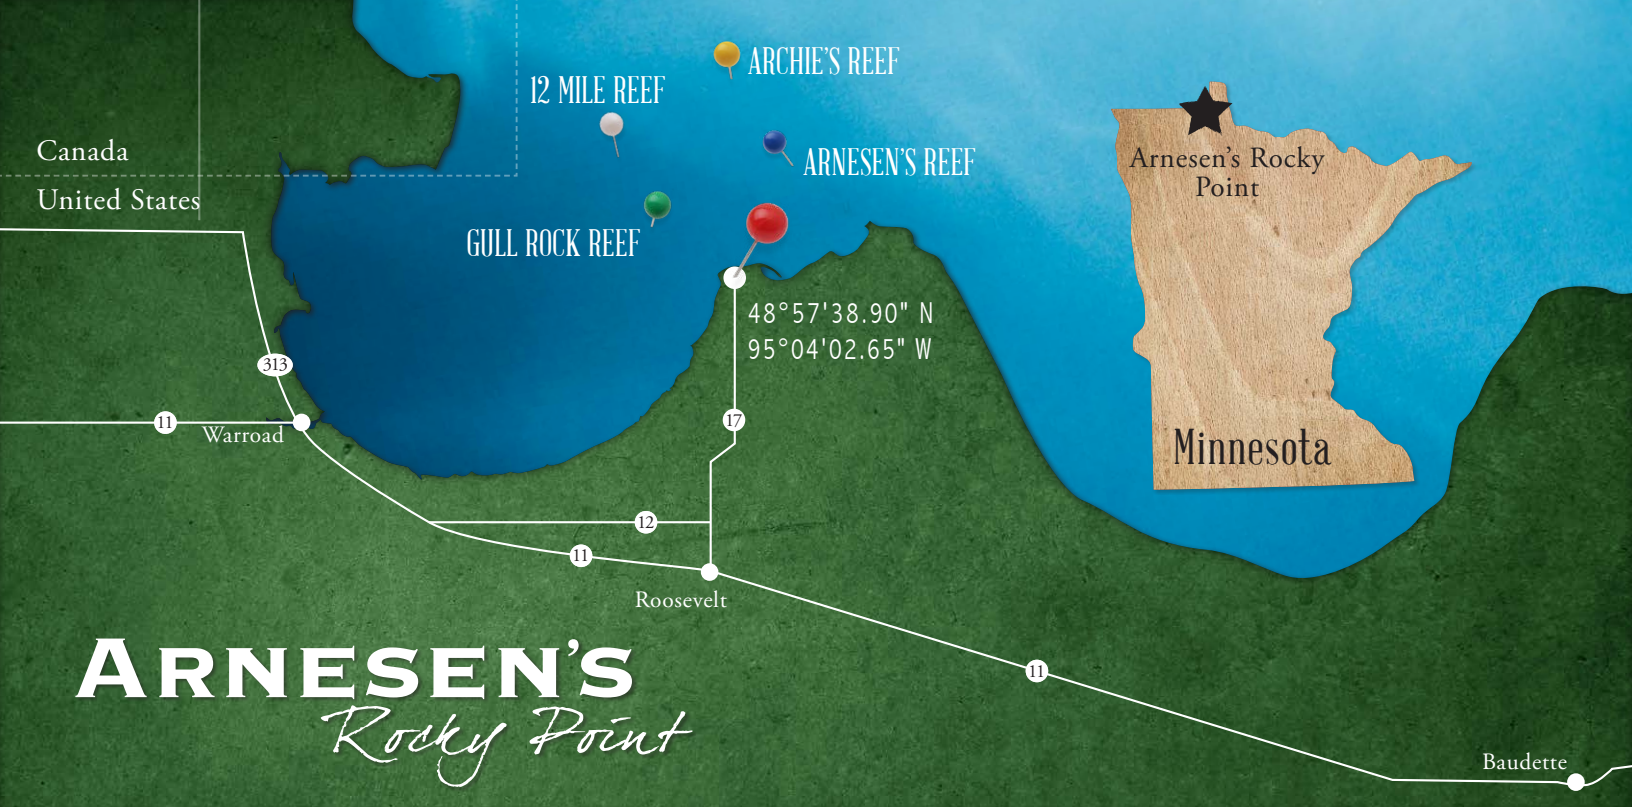 ARCHIE'S REEF
12 MILE REEF
ARNESEN'S REEF
GULL ROCK REEF
Canada
United States
48°57'38.90" N
95°04'02.65" W
Arnesen's Rocky
Point
Minnesota
313
11
Warroad
17
12
11
Roosevelt
11
Baudette
ARNESEN'S
Rocky Point